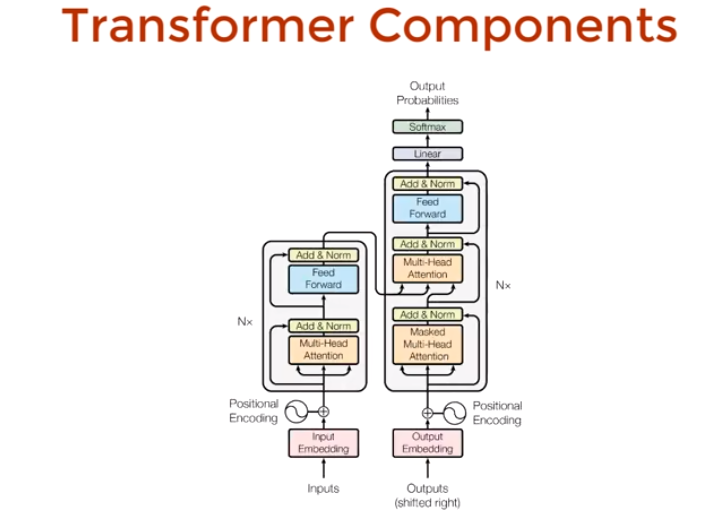 Transformer Components
Output
Probabilities
Softmax
Linear
Add & Norm
Feed
Forward
Add & Norm
Multi-Head
Attention
Nx
Add & Norm
Masked
Multi-Head
Attention
Add & Norm
Feed
Forward
Nx
Add & Norm
Multi-Head
Attention
Positional
Encoding
Positional
Encoding
Input
Embedding
Output
Embedding
Inputs
Outputs
(shifted right)